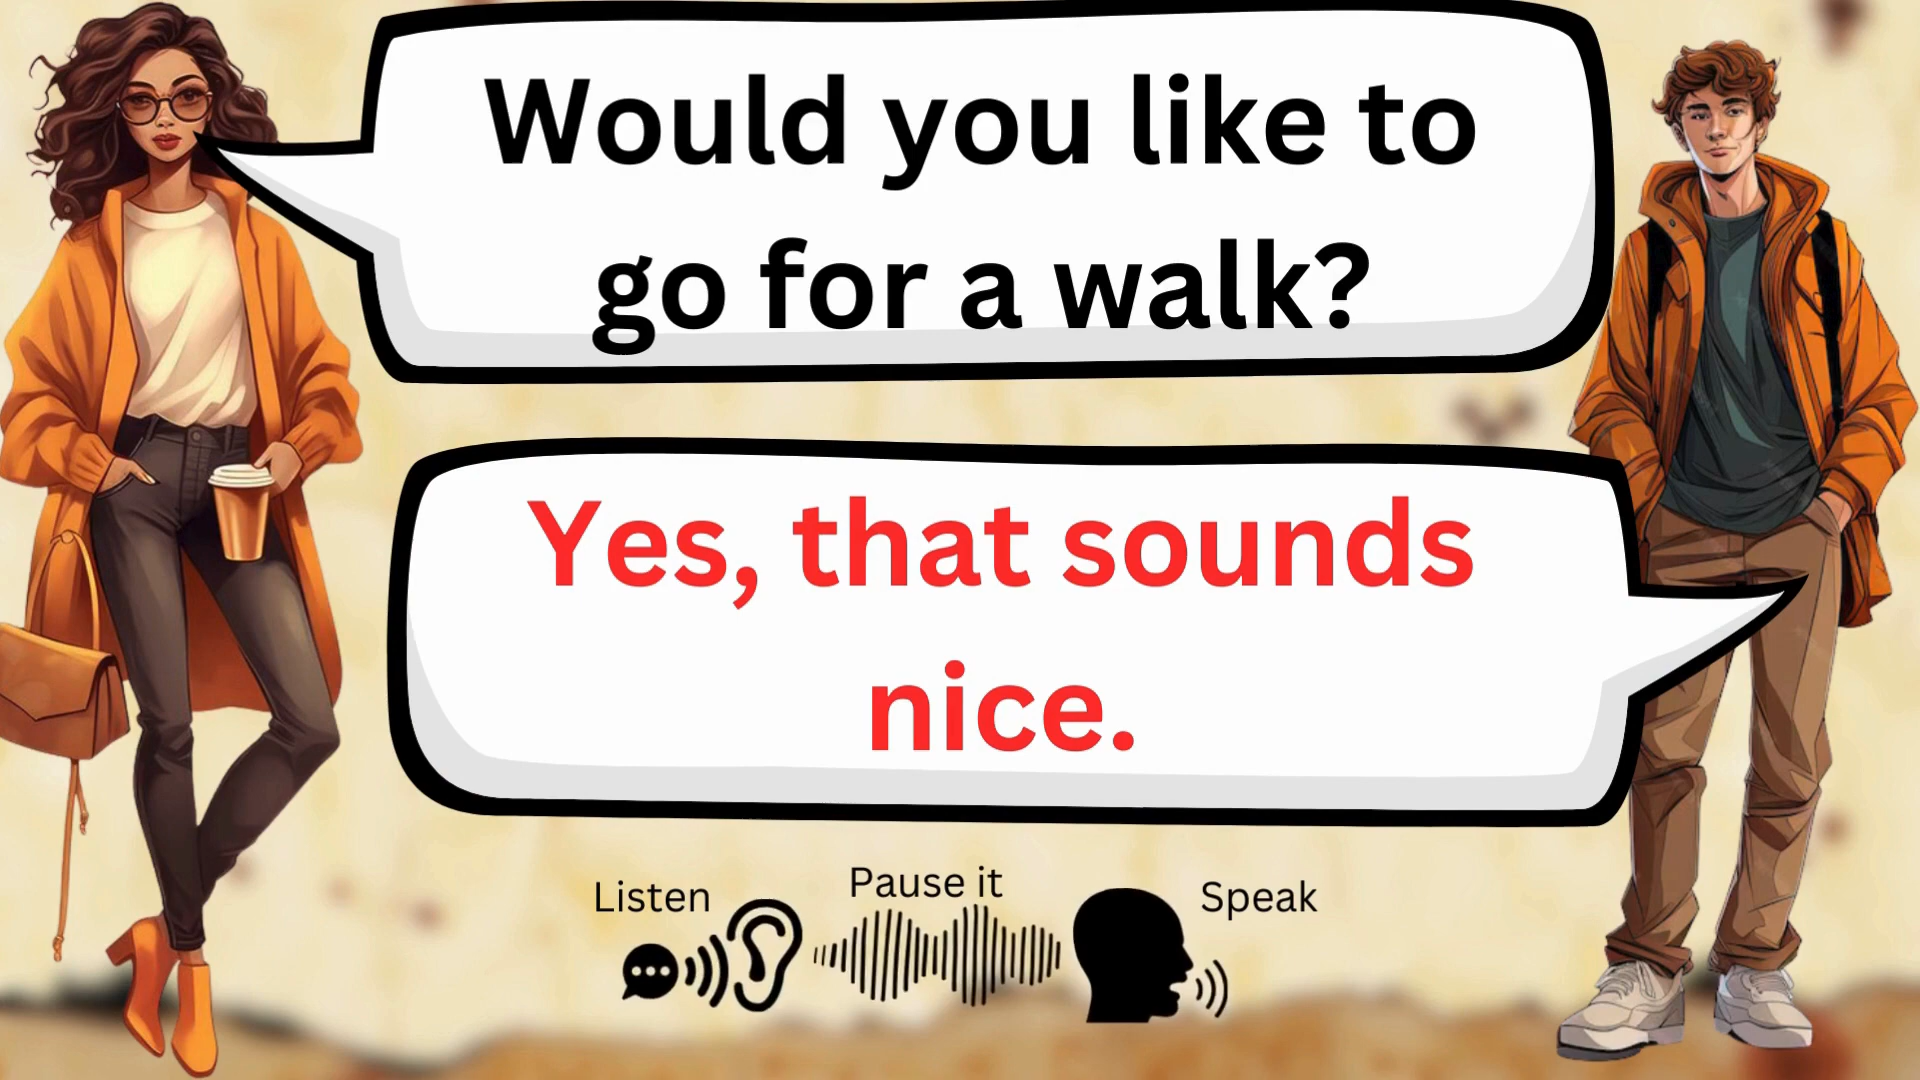 Would you like to
go for a walk?
Yes, that sounds
nice.
Listen
Pause it
Speak